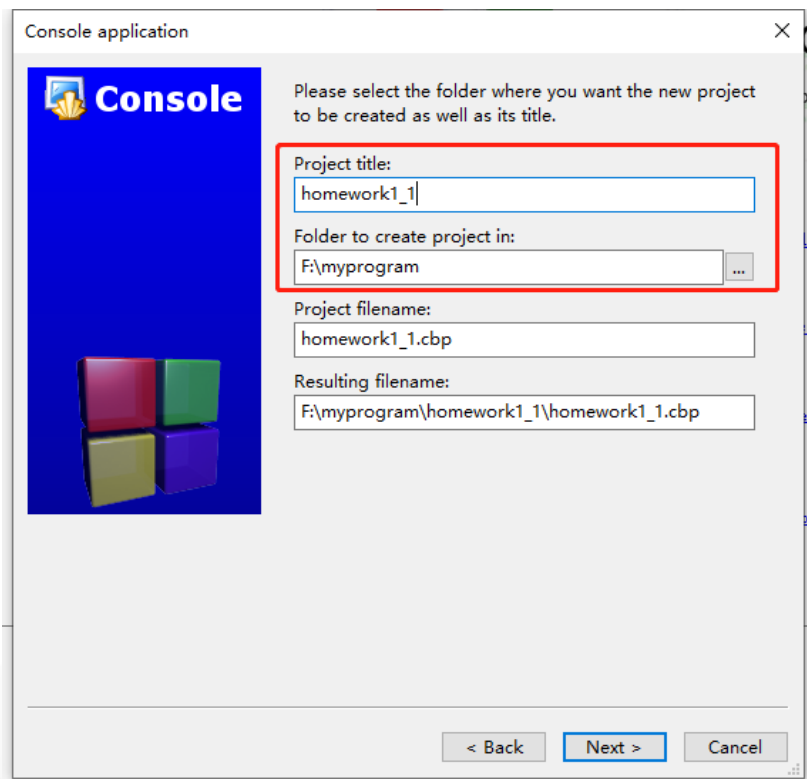 Console application
Console
Please select the folder where you want the new project
to be created as well as its title.
Project title:
homework1_1
Folder to create project in:
F:\myprogram
...
Project filename:
homework1_1.cbp
Resulting filename:
F:\myprogram\homework1_1\homework1_1.cbp
< Back
Next >
Cancel